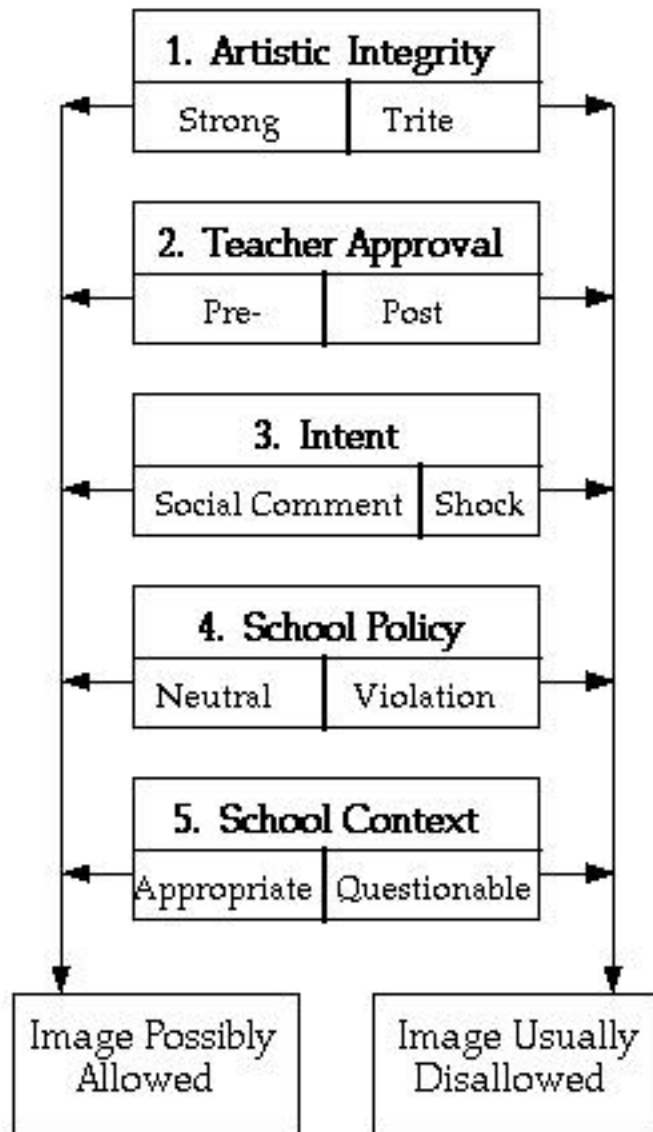 1. Artistic Integrity
Strong Trite
2. Teacher Approval
Pre- Post
3. Intent
Social Comment Shock
4. School Policy
Neutral Violation
5. School Context
Appropriate Questionable
Image Possibly
Allowed
Image Usually
Disallowed